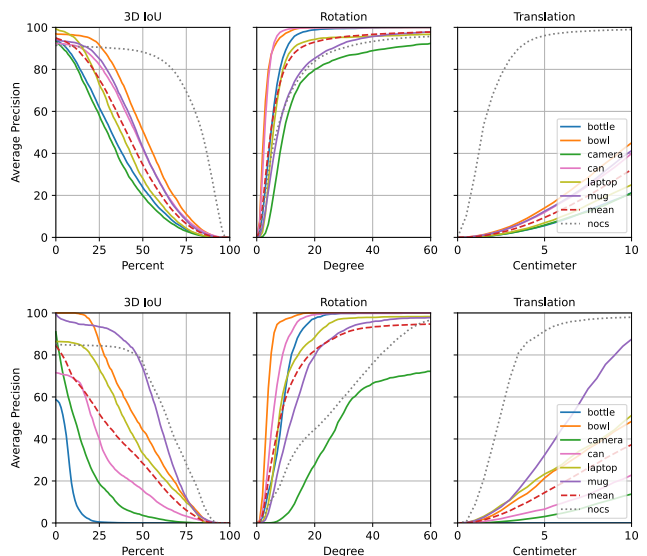 3D IoU
Rotation
Translation
Average Precision
100
80
60
40
20
0
0 25 50 75 100
0 20 40 60
0 5 10
Percent
Degree
Centimeter
bottle
bowl
camera
can
laptop
mug
mean
nocs
3D IoU
Rotation
Translation
Average Precision
100
80
60
40
20
0
0 25 50 75 100
0 20 40 60
0 5 10
Percent
Degree
Centimeter
bottle
bowl
camera
can
laptop
mug
mean
nocs